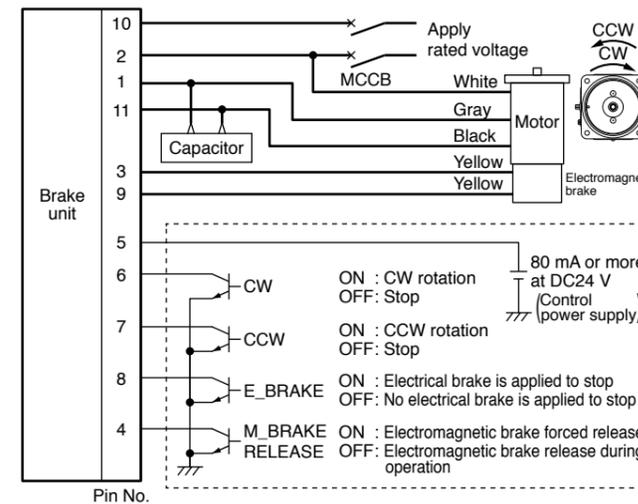 10
Apply
rated voltage
CCW
CW
2
MCCB
1
White
Gray
11
Black
Motor
Capacitor
Yellow
3
Yellow
9
brake
Brake
unit
5
80 mA or more
at DC24 V
(Control
power supply)
6
CW
ON : CW rotation
OFF: Stop
7
CCW
ON : CCW rotation
OFF: Stop
8
E_BRAKE
ON : Electrical brake is applied to stop
OFF: No electrical brake is applied to stop
4
M_BRAKE
RELEASE
ON : Electromagnetic brake forced release
OFF: Electromagnetic brake release during
operation
Pin No.